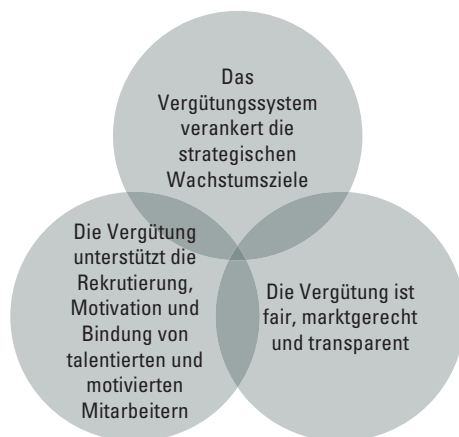 Das
Vergütungssystem
verankert die
strategischen
Wachstumsziele
Die Vergütung
unterstützt die
Rekrutierung,
Motivation und
Bindung von
talentierten und
motivierten
Mitarbeitern
Die Vergütung ist
fair, marktgerecht
und transparent